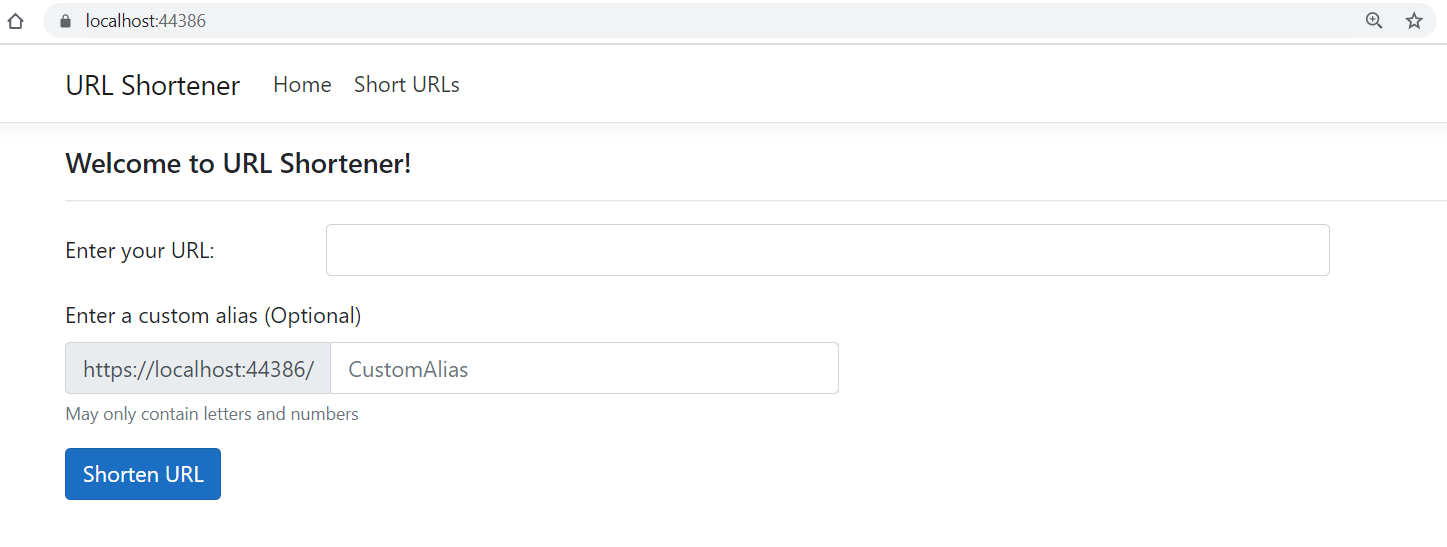 localhost:44386
URL Shortener Home Short URLs
Welcome to URL Shortener!
Enter your URL:
Enter a custom alias (Optional)
https://localhost:44386/ CustomAlias
May only contain letters and numbers
Shorten URL